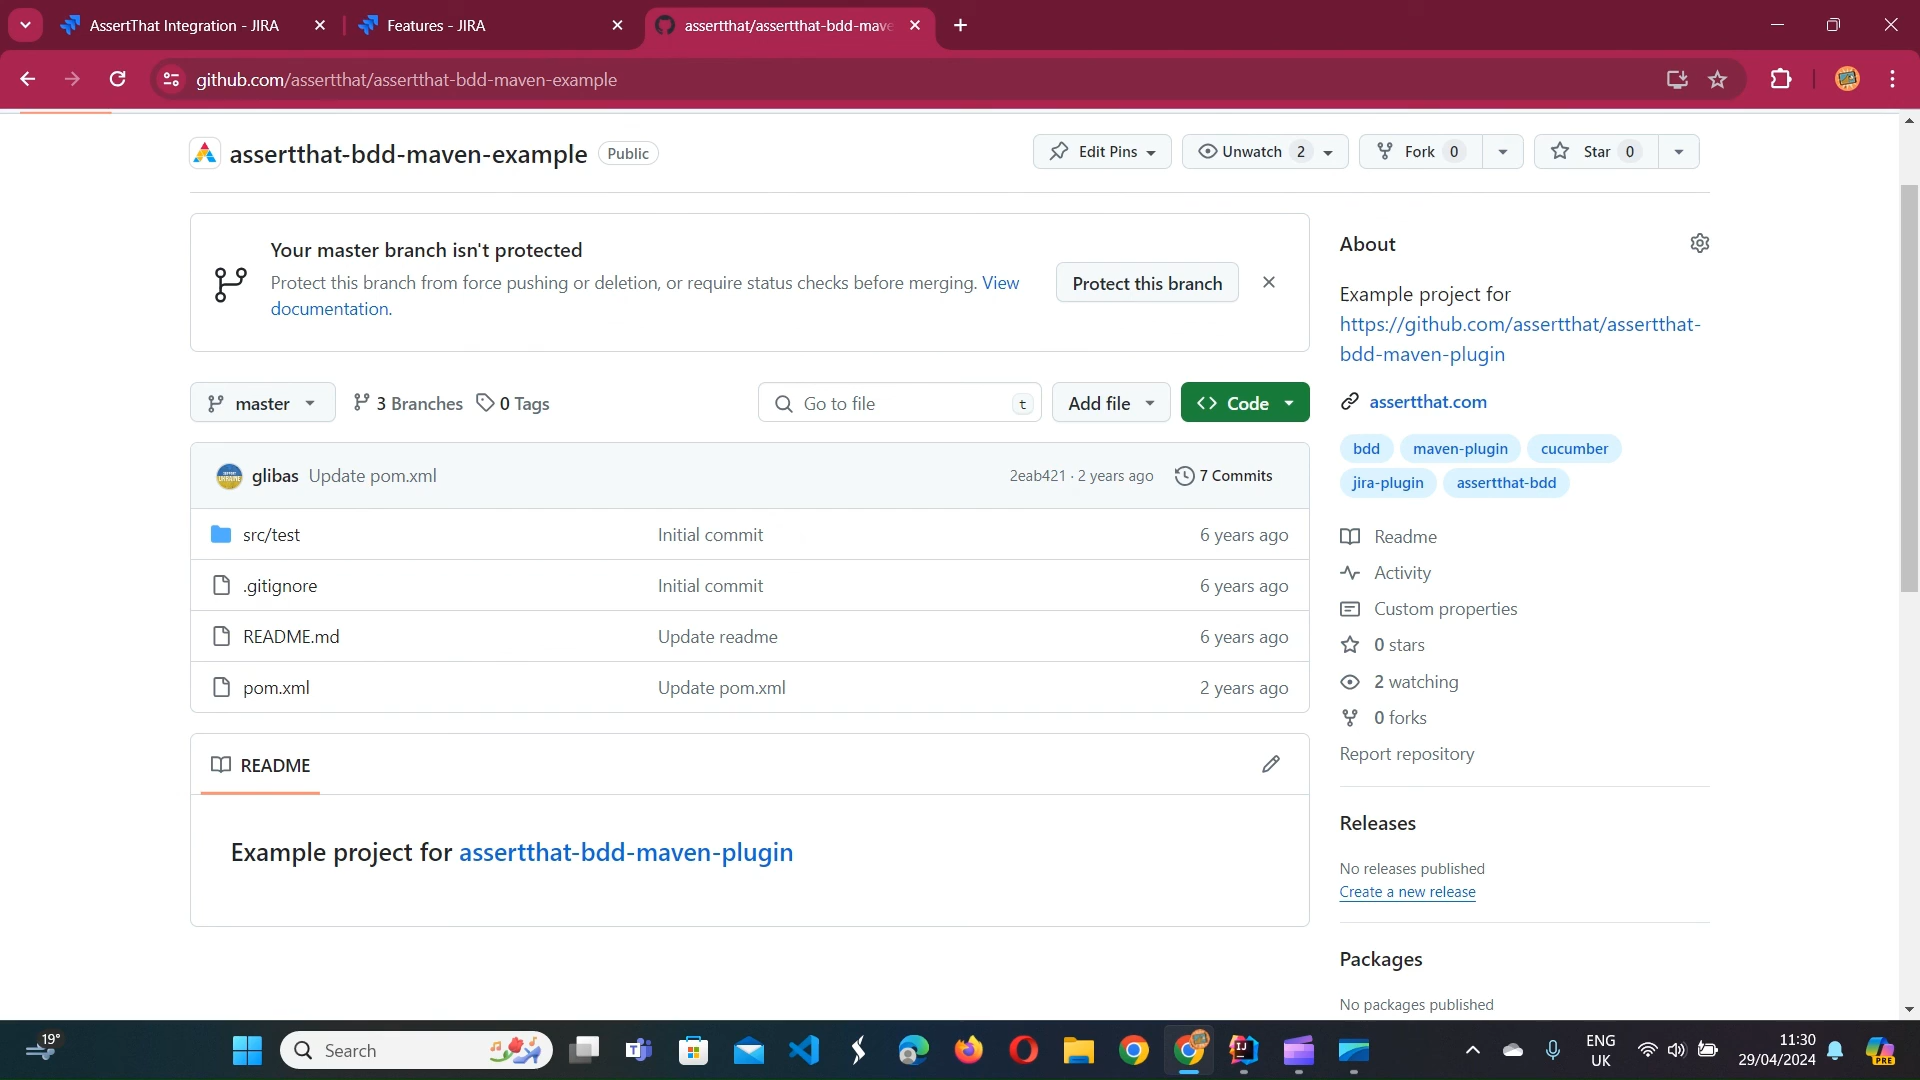 AssertThat Integration - JIRA
Features - JIRA
assertthat/assertthat-bdd-mave
github.com/assertthat/assertthat-bdd-maven-example
assertthat-bdd-maven-example Public
Edit Pins
Unwatch 2
Fork 0
Star 0
Your master branch isn't protected
Protect this branch from force pushing or deletion, or require status checks before merging. View
documentation.
Protect this branch
master
3 Branches
0 Tags
Go to file t
Add file
Code
glibas Update pom.xml 2eab421 · 2 years ago 7 Commits
src/test Initial commit 6 years ago
.gitignore Initial commit 6 years ago
README.md Update readme 6 years ago
pom.xml Update pom.xml 2 years ago
README
Example project for assertthat-bdd-maven-plugin
About
Example project for
https://github.com/assertthat/assertthat-
bdd-maven-plugin
assertthat.com
bdd maven-plugin cucumber
jira-plugin assertthat-bdd
Readme
Activity
Custom properties
0 stars
2 watching
0 forks
Report repository
Releases
No releases published
Create a new release
Packages
No packages published
19°
Search
ENG
UK
11:30
29/04/2024
PRE